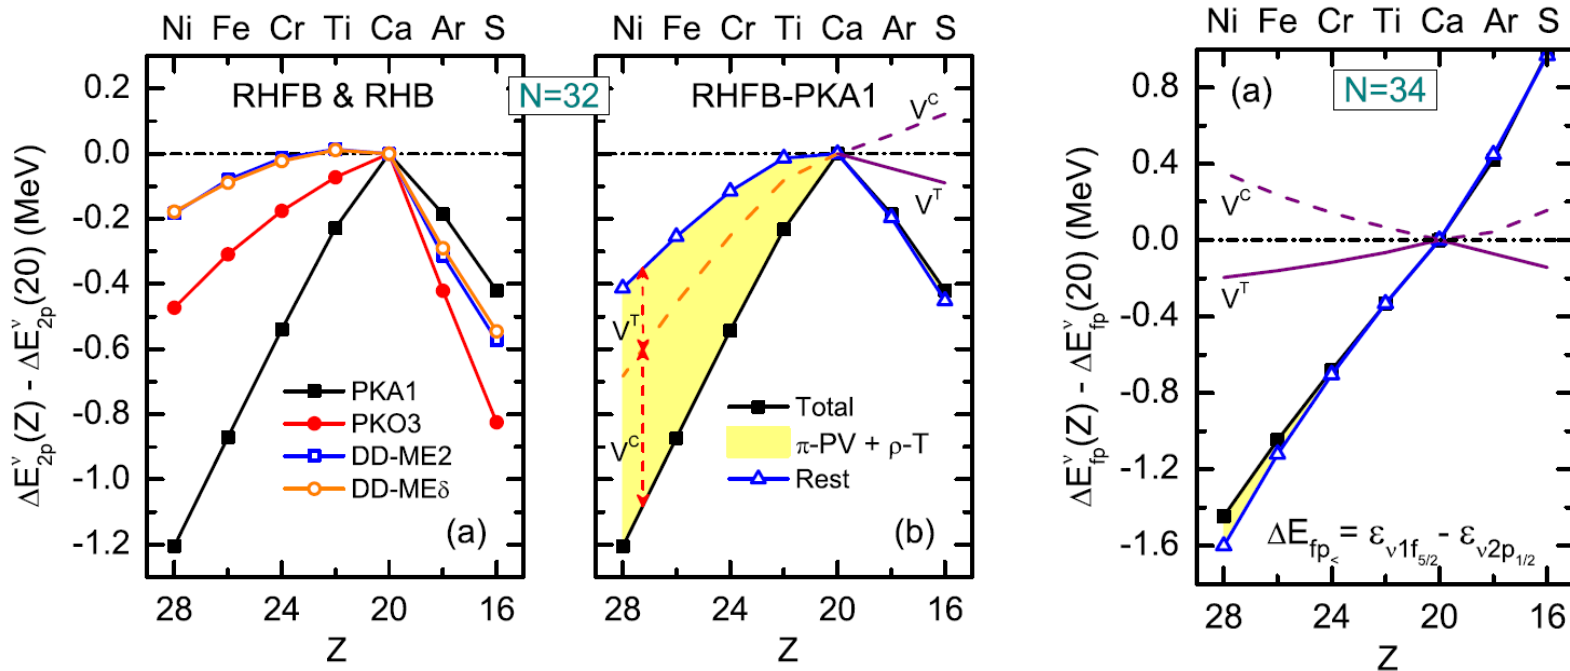 Ni Fe Cr Ti Ca Ar S
RHFB & RHB
0.2
0.0
-0.2
-0.4
-0.6
-0.8
-1.0
-1.2
ΔE^ν_2p(Z) - ΔE^ν_2p(20) (MeV)
PKA1
PKO3
DD-ME2
DD-MEδ
(a)
28 24 20 16
Z
N=32
Ni Fe Cr Ti Ca Ar S
RHFB-PKA1
V^C
V^T
V^T
V^C
Total
π-PV + ρ-T
Rest
(b)
28 24 20 16
Z
Ni Fe Cr Ti Ca Ar S
(a)
N=34
0.8
0.4
0.0
-0.4
-0.8
-1.2
-1.6
ΔE^ν_fp(Z) - ΔE^ν_fp(20) (MeV)
V^C
V^T
ΔE_fp_< = ε_ν1f_5/2 - ε_ν2p_1/2
28 24 20 16
Z